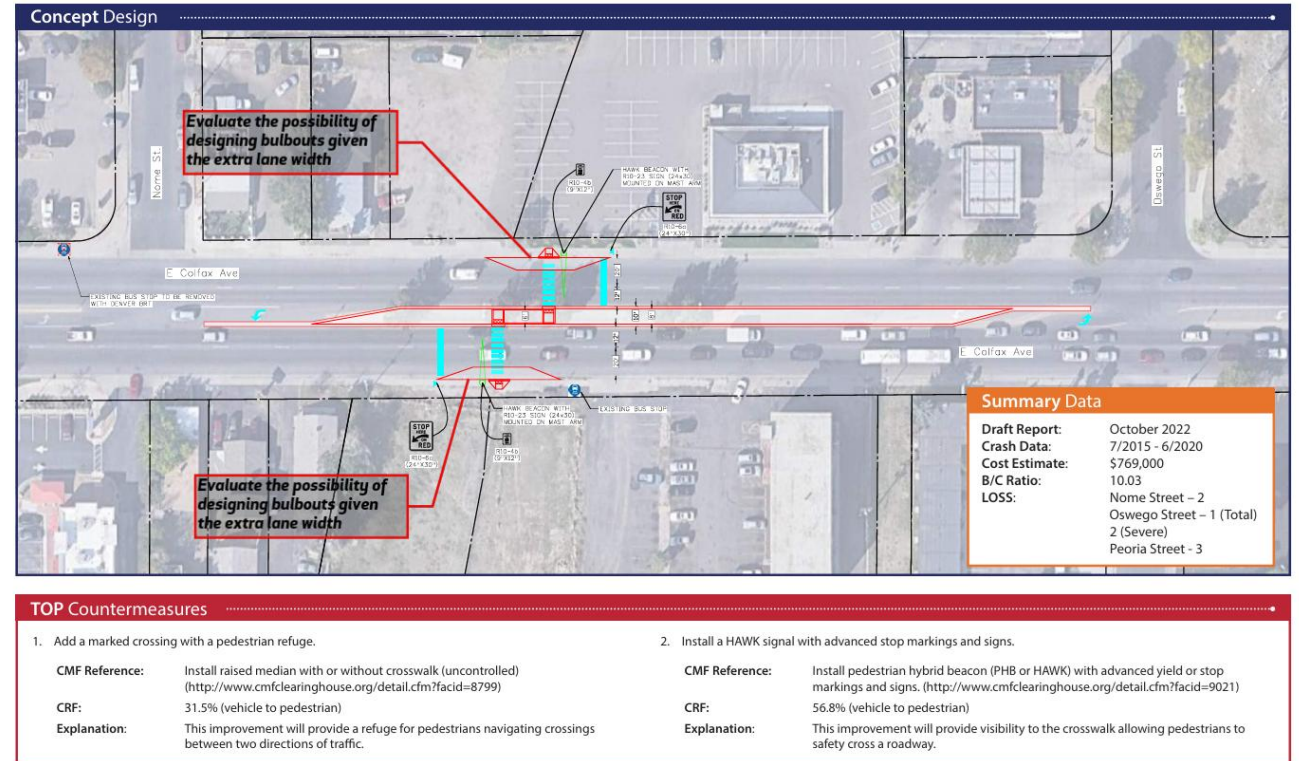 Concept Design
Evaluate the possibility of
designing bulbouts given
the extra lane width
Nome St.
Oswego St
R10-4b
(9"X12")
HAWK BEACON WITH
R10-23 SIGN (24x30)
MOUNTED ON MAST ARM
STOP
HERE
ON
RED
R10-6a
(24"X30")
E Colfax Ave
EXISTING BUS STOP TO BE REMOVED
WITH DENVER BRT
E Colfax Ave
HAWK BEACON WITH
R10-23 SIGN (24x30)
MOUNTED ON MAST ARM
EXISTING BUS STOP
STOP
HERE
ON
RED
R10-6a
(24"X30")
R10-4b
(9"X12")
Evaluate the possibility of
designing bulbouts given
the extra lane width
Summary Data
Draft Report: October 2022
Crash Data: 7/2015 - 6/2020
Cost Estimate: $769,000
B/C Ratio: 10.03
LOSS: Nome Street – 2
Oswego Street – 1 (Total)
2 (Severe)
Peoria Street - 3
TOP Countermeasures
1. Add a marked crossing with a pedestrian refuge.
CMF Reference: Install raised median with or without crosswalk (uncontrolled)
(http://www.cmfclearinghouse.org/detail.cfm?facid=8799)
CRF: 31.5% (vehicle to pedestrian)
Explanation: This improvement will provide a refuge for pedestrians navigating crossings
between two directions of traffic.
2. Install a HAWK signal with advanced stop markings and signs.
CMF Reference: Install pedestrian hybrid beacon (PHB or HAWK) with advanced yield or stop
markings and signs. (http://www.cmfclearinghouse.org/detail.cfm?facid=9021)
CRF: 56.8% (vehicle to pedestrian)
Explanation: This improvement will provide visibility to the crosswalk allowing pedestrians to
safety cross a roadway.